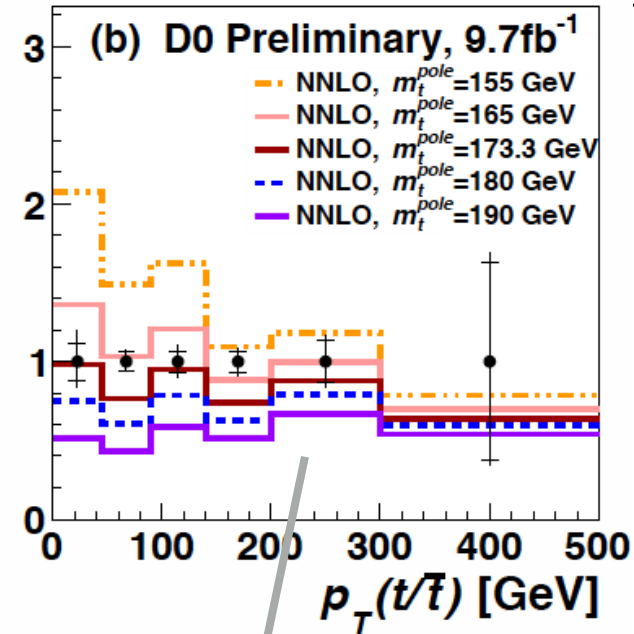 (b) D0 Preliminary, 9.7fb⁻¹
NNLO, m_t^pole=155 GeV
NNLO, m_t^pole=165 GeV
NNLO, m_t^pole=173.3 GeV
NNLO, m_t^pole=180 GeV
NNLO, m_t^pole=190 GeV
3
2
1
0
0 100 200 300 400 500
p_T(t/t̄) [GeV]